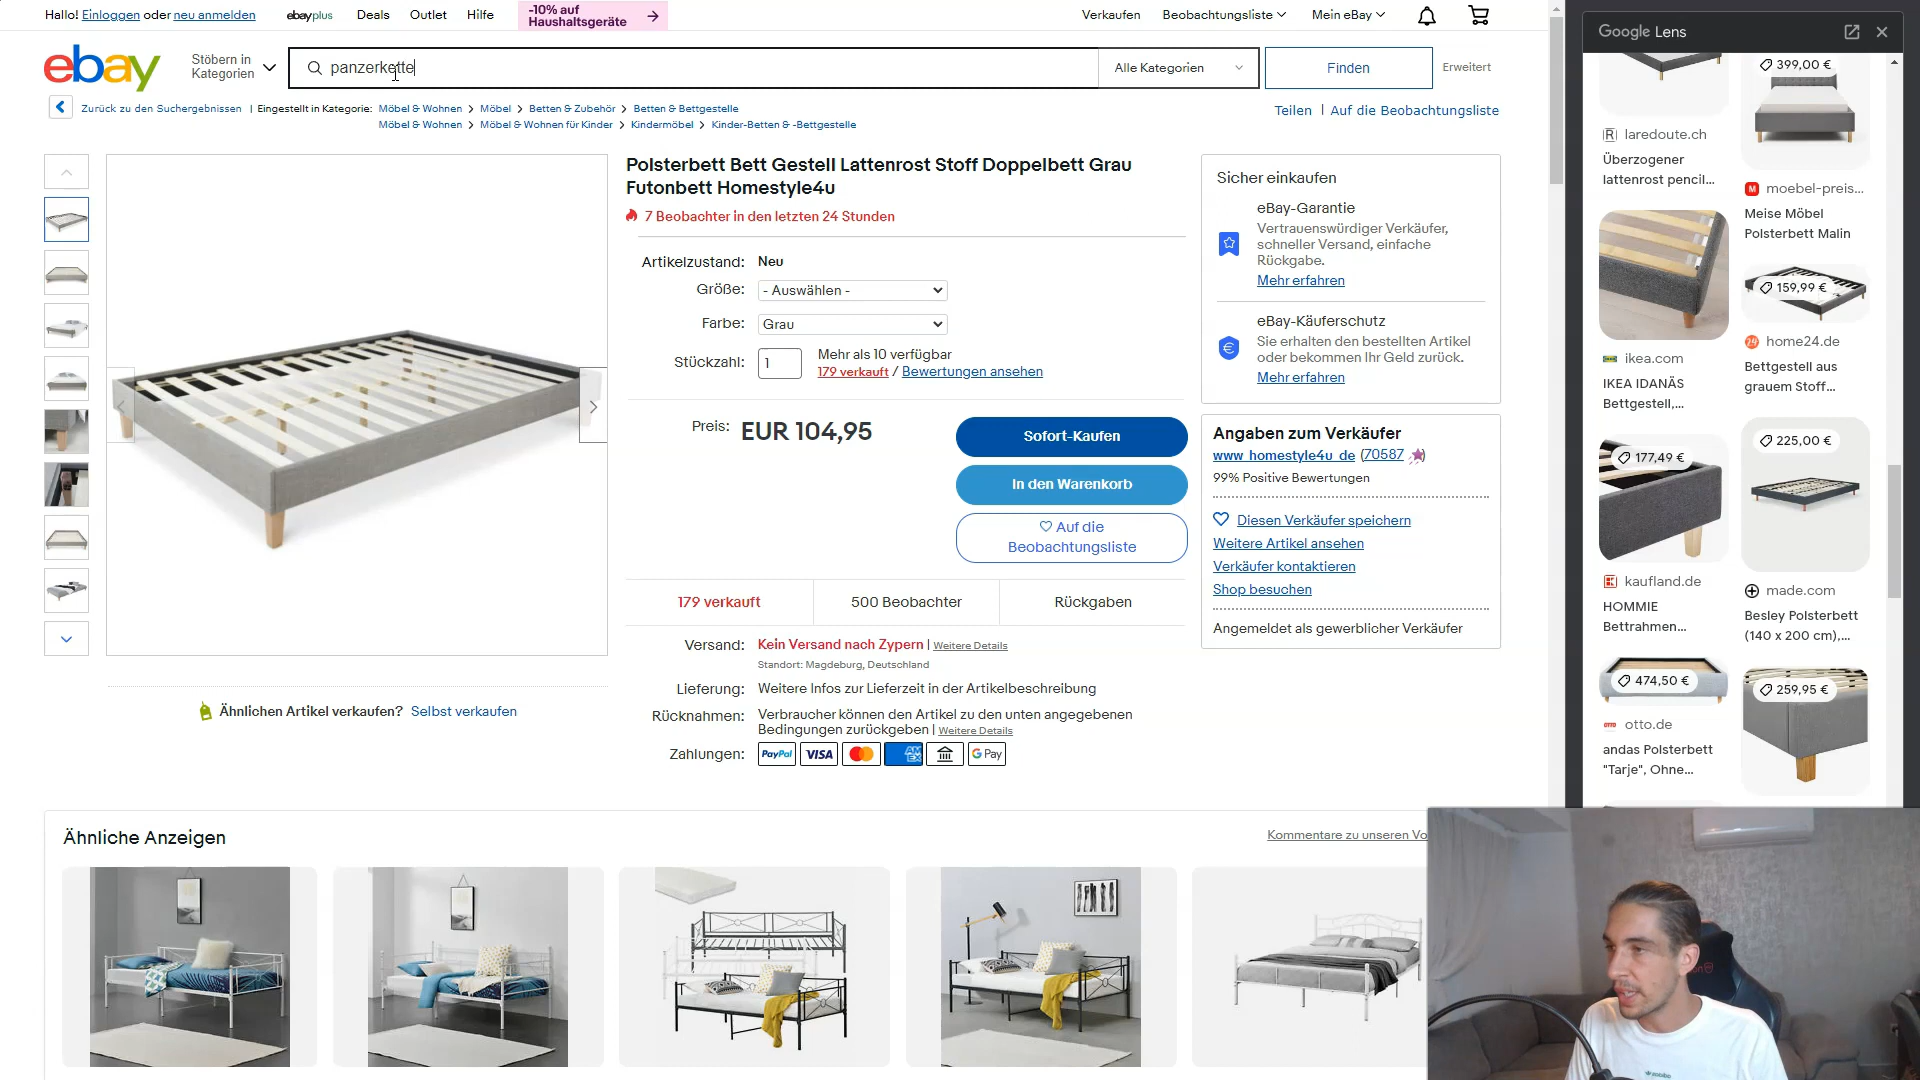 Hallo! Einloggen oder neu anmelden
ebayplus
Deals
Outlet
Hilfe
-10% auf
Haushaltsgeräte
Verkaufen
Beobachtungsliste
Mein eBay
ebay
Stöbern in
Kategorien
panzerkette
Alle Kategorien
Finden
Erweitert
Zurück zu den Suchergebnissen | Eingestellt in Kategorie: Möbel & Wohnen > Möbel > Betten & Zubehör > Betten & Bettgestelle
Möbel & Wohnen > Möbel & Wohnen für Kinder > Kindermöbel > Kinder-Betten & -Bettgestelle
Teilen | Auf die Beobachtungsliste
Polsterbett Bett Gestell Lattenrost Stoff Doppelbett Grau
Futonbett Homestyle4u
7 Beobachter in den letzten 24 Stunden
Artikelzustand: Neu
Größe: - Auswählen -
Farbe: Grau
Stückzahl: 1
Mehr als 10 verfügbar
179 verkauft / Bewertungen ansehen
Preis: EUR 104,95
Sofort-Kaufen
In den Warenkorb
Auf die
Beobachtungsliste
179 verkauft
500 Beobachter
Rückgaben
Versand: Kein Versand nach Zypern | Weitere Details
Standort: Magdeburg, Deutschland
Lieferung: Weitere Infos zur Lieferzeit in der Artikelbeschreibung
Rücknahmen: Verbraucher können den Artikel zu den unten angegebenen
Bedingungen zurückgeben | Weitere Details
Zahlungen: PayPal VISA AM EX G Pay
Sicher einkaufen
eBay-Garantie
Vertrauenswürdiger Verkäufer,
schneller Versand, einfache
Rückgabe.
Mehr erfahren
eBay-Käuferschutz
Sie erhalten den bestellten Artikel
oder bekommen Ihr Geld zurück.
Mehr erfahren
Angaben zum Verkäufer
www_homestyle4u_de (70587)
99% Positive Bewertungen
Diesen Verkäufer speichern
Weitere Artikel ansehen
Verkäufer kontaktieren
Shop besuchen
Angemeldet als gewerblicher Verkäufer
Ähnlichen Artikel verkaufen? Selbst verkaufen
Ähnliche Anzeigen
Kommentare zu unseren Vo
Google Lens
laredoute.ch
Überzogener
lattenrost pencil...
ikea.com
IKEA IDANÄS
Bettgestell,...
177,49 €
kaufland.de
HOMMIE
Bettrahmen...
474,50 €
otto.de
andas Polsterbett
"Tarje", Ohne...
399,00 €
moebel-preis...
Meise Möbel
Polsterbett Malin
159,99 €
home24.de
Bettgestell aus
grauem Stoff...
225,00 €
made.com
Besley Polsterbett
(140 x 200 cm),...
259,95 €